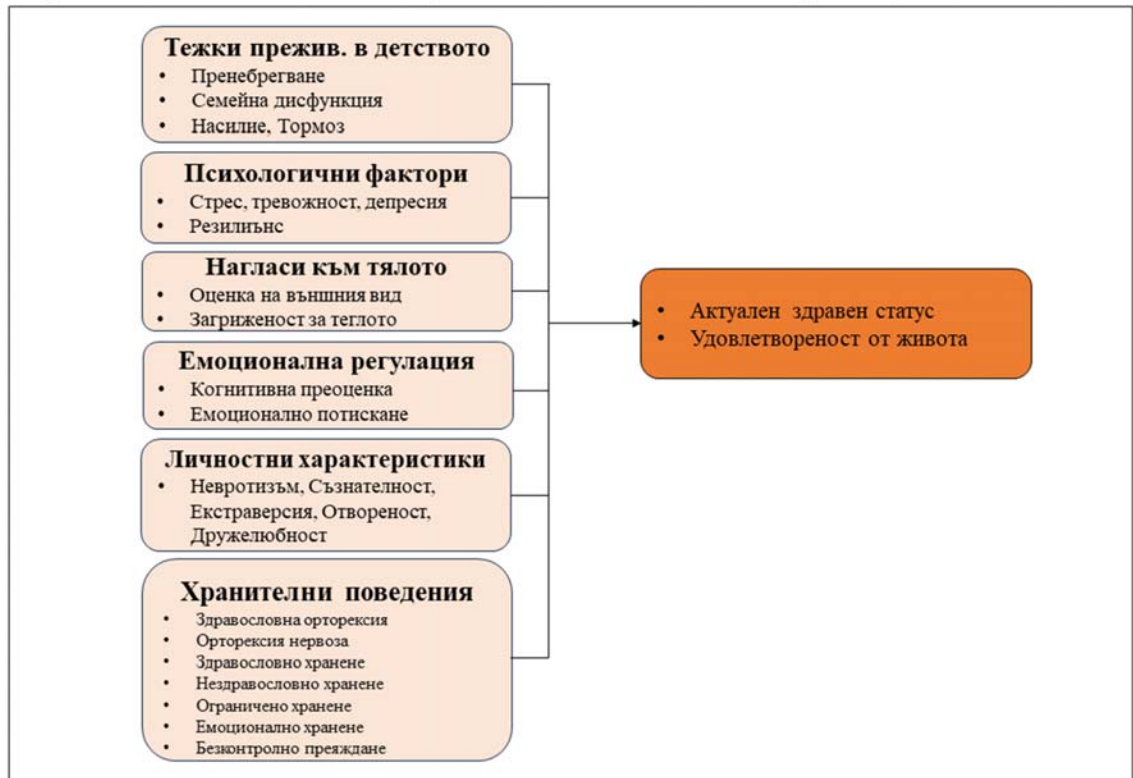 Тежки прежив. в детството
• Пренебрегване
• Семейна дисфункция
• Насилие, Тормоз
Психологични фактори
• Стрес, тревожност, депресия
• Резилиънс
Нагласи към тялото
• Оценка на външния вид
• Загриженост за теглото
Емоционална регулация
• Когнитивна преоценка
• Емоционално потискане
Личностни характеристики
• Невротизъм, Съзнателност,
Екстраверсия, Отвореност,
Дружелюбност
Хранителни поведения
• Здравословна орторексия
• Орторексия нервоза
• Здравословно хранене
• Нездравословно хранене
• Ограничено хранене
• Емоционално хранене
• Безконтролно преяждане
• Актуален здравен статус
• Удовлетвореност от живота